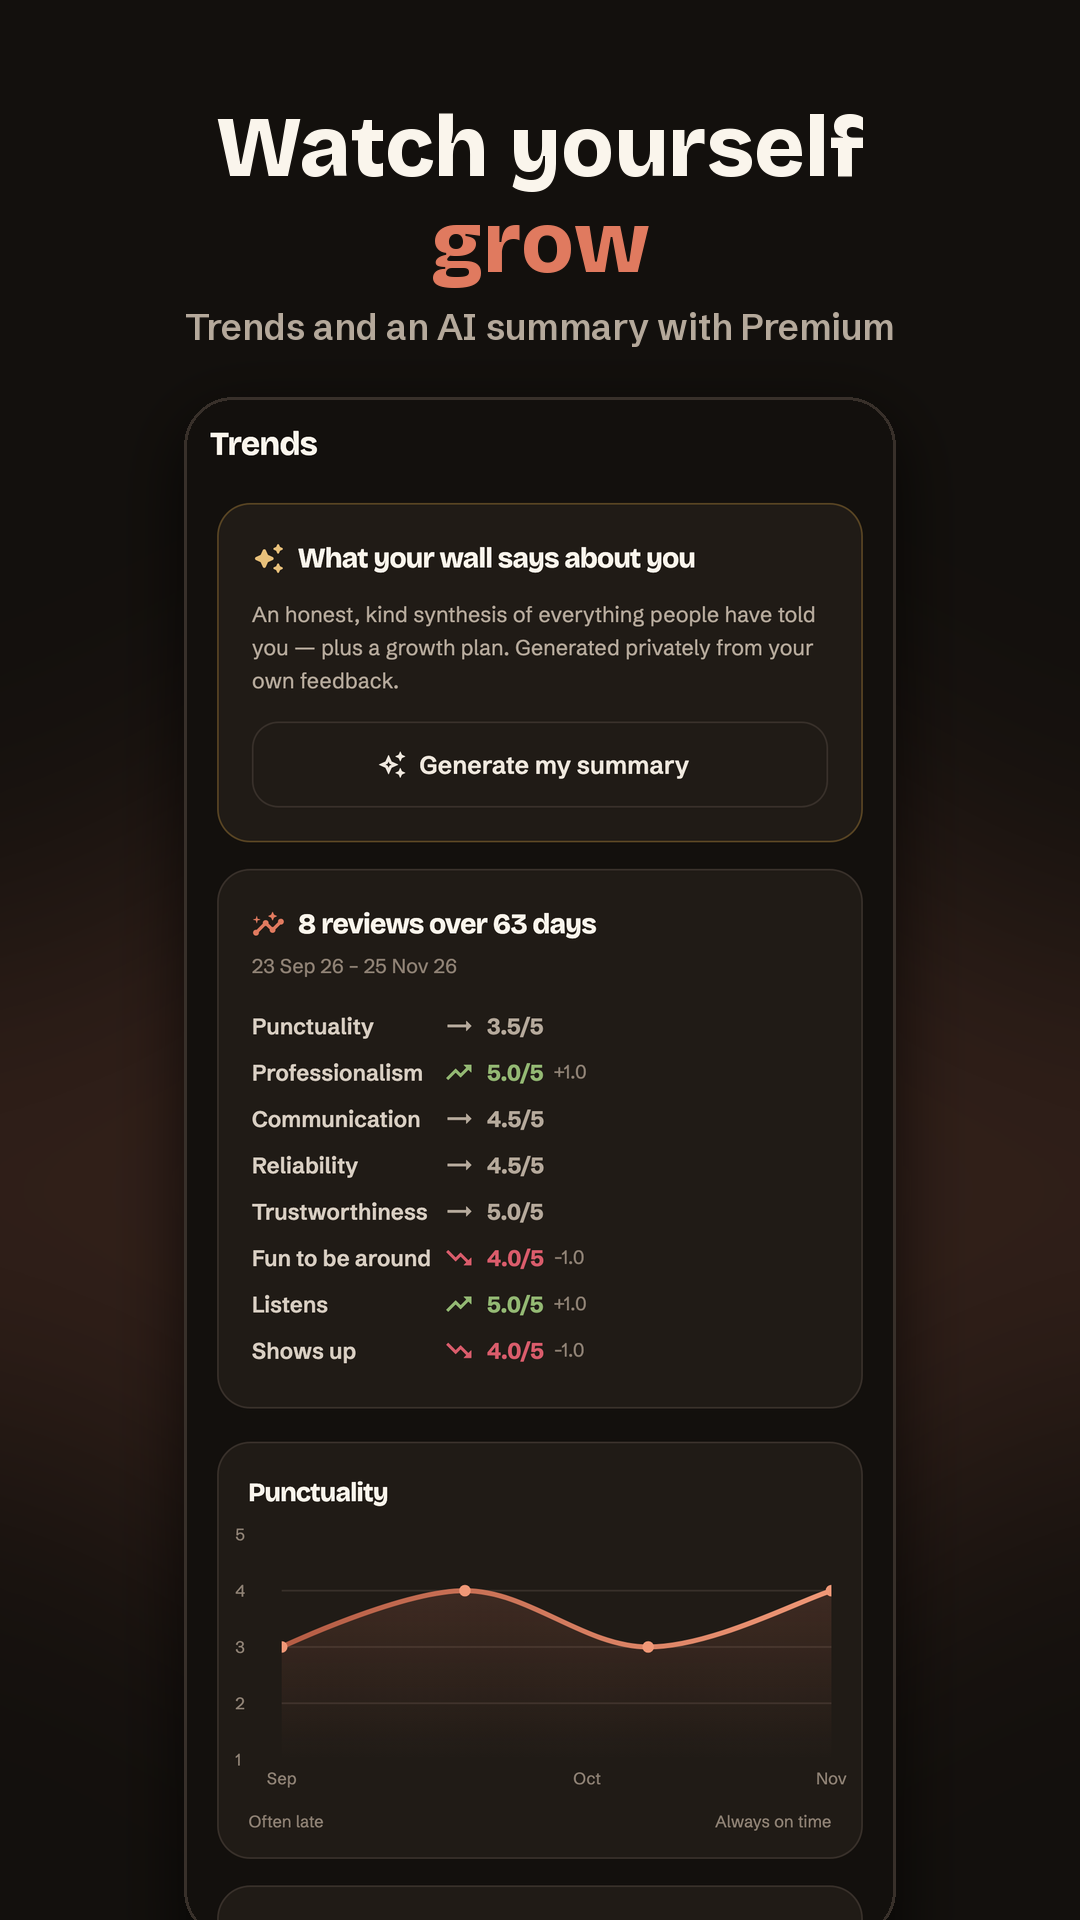 Watch yourself
grow
Trends and an AI summary with Premium
Trends
What your wall says about you
An honest, kind synthesis of everything people have told
you — plus a growth plan. Generated privately from your
own feedback.
Generate my summary
8 reviews over 63 days
23 Sep 26 – 25 Nov 26
Punctuality 3.5/5
Professionalism 5.0/5 +1.0
Communication 4.5/5
Reliability 4.5/5
Trustworthiness 5.0/5
Fun to be around 4.0/5 -1.0
Listens 5.0/5 +1.0
Shows up 4.0/5 -1.0
Punctuality
5
4
3
2
1
Sep Oct Nov
Often late Always on time